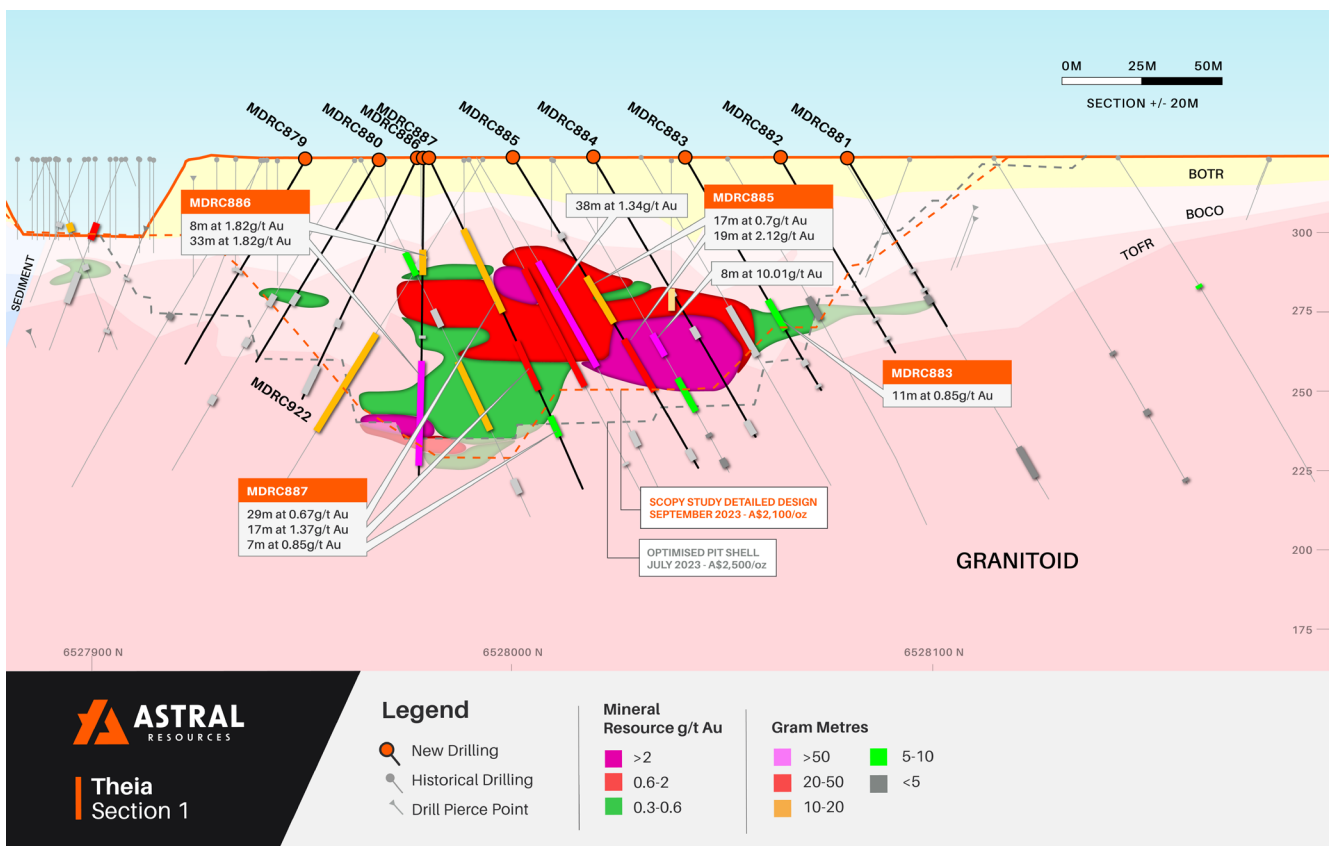 0M 25M 50M
SECTION +/- 20M
MDRC879
MDRC880
MDRC886
MDRC887
MDRC885
MDRC884
MDRC883
MDRC882
MDRC881
BOTR
BOCO
TOFR
SEDIMENT
300
275
250
225
200
175
MDRC886
8m at 1.82g/t Au
33m at 1.82g/t Au
38m at 1.34g/t Au
MDRC885
17m at 0.7g/t Au
19m at 2.12g/t Au
8m at 10.01g/t Au
MDRC883
11m at 0.85g/t Au
MDRC922
MDRC887
29m at 0.67g/t Au
17m at 1.37g/t Au
7m at 0.85g/t Au
SCOPY STUDY DETAILED DESIGN
SEPTEMBER 2023 - A$2,100/oz
OPTIMISED PIT SHELL
JULY 2023 - A$2,500/oz
GRANITOID
6527900 N
6528000 N
6528100 N
ASTRAL
RESOURCES
Theia
Section 1
Legend
New Drilling
Historical Drilling
Drill Pierce Point
Mineral
Resource g/t Au
>2
0.6-2
0.3-0.6
Gram Metres
>50
20-50
10-20
5-10
<5